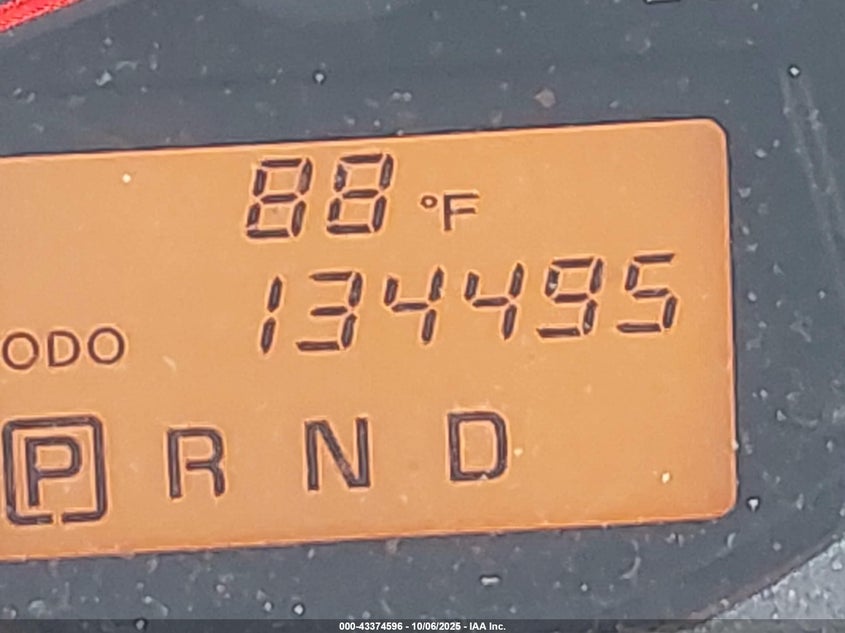 88 °F
134495
ODO
P R N D
000-43374596 - 10/06/2025 - IAA Inc.